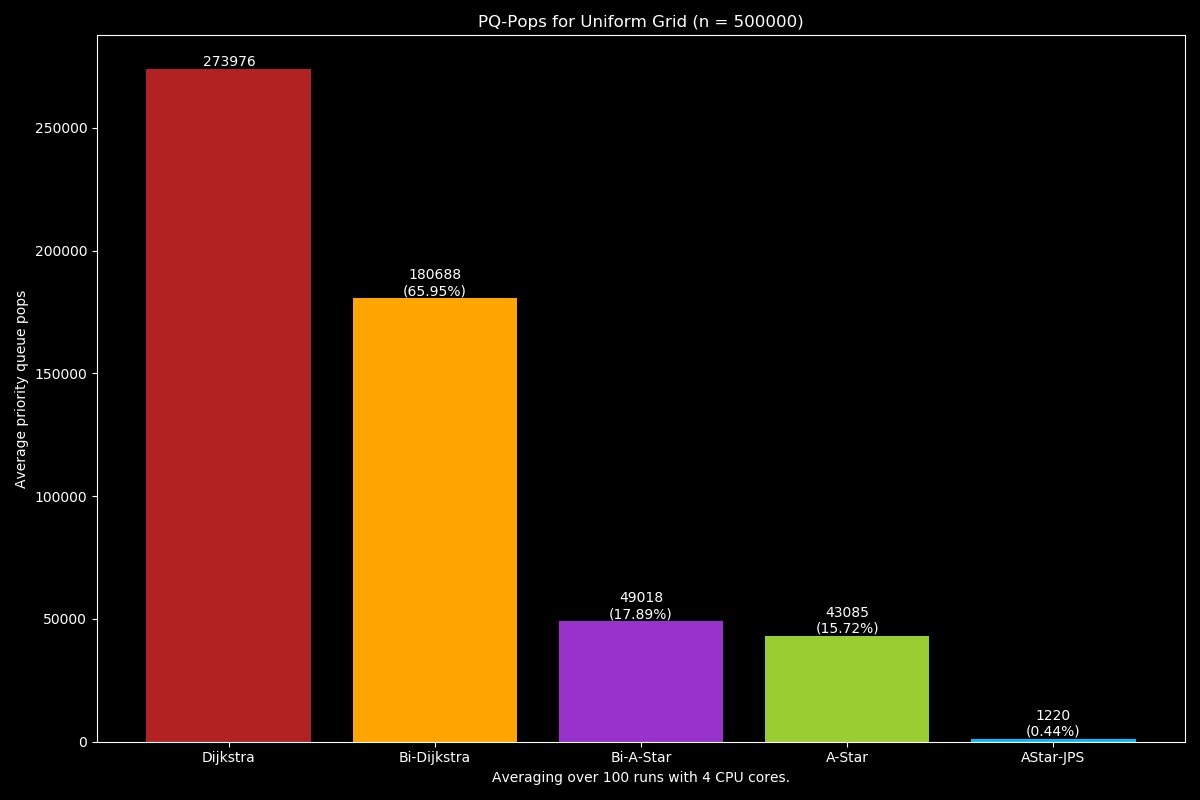 PQ-Pops for Uniform Grid (n = 500000)
Average priority queue pops
250000
200000
150000
100000
50000
0
273976
180688
(65.95%)
49018
(17.89%)
43085
(15.72%)
1220
(0.44%)
Dijkstra
Bi-Dijkstra
Bi-A-Star
A-Star
AStar-JPS
Averaging over 100 runs with 4 CPU cores.